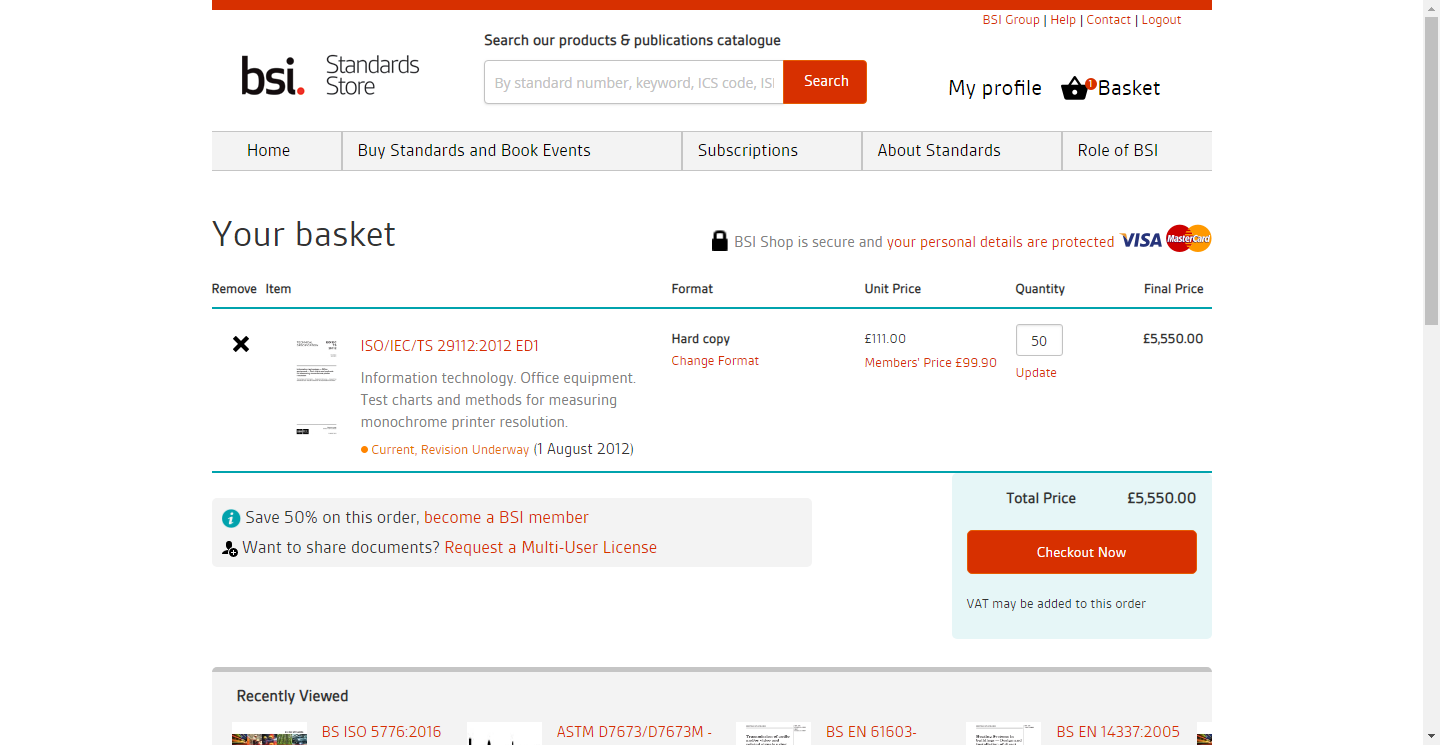 BSI Group | Help | Contact | Logout
Search our products & publications catalogue
bsi. Standards Store
By standard number, keyword, ICS code, ISI
Search
My profile
1
Basket
Home
Buy Standards and Book Events
Subscriptions
About Standards
Role of BSI
Your basket
BSI Shop is secure and your personal details are protected
VISA
MasterCard
Remove Item Format Unit Price Quantity Final Price
ISO/IEC/TS 29112:2012 ED1
Information technology. Office equipment.
Test charts and methods for measuring
monochrome printer resolution.
Current, Revision Underway (1 August 2012)
Hard copy
Change Format
£111.00
Members' Price £99.90
50
Update
£5,550.00
Save 50% on this order, become a BSI member
Want to share documents? Request a Multi-User License
Total Price £5,550.00
Checkout Now
VAT may be added to this order
Recently Viewed
BS ISO 5776:2016
ASTM D7673/D7673M -
BS EN 61603-
BS EN 14337:2005